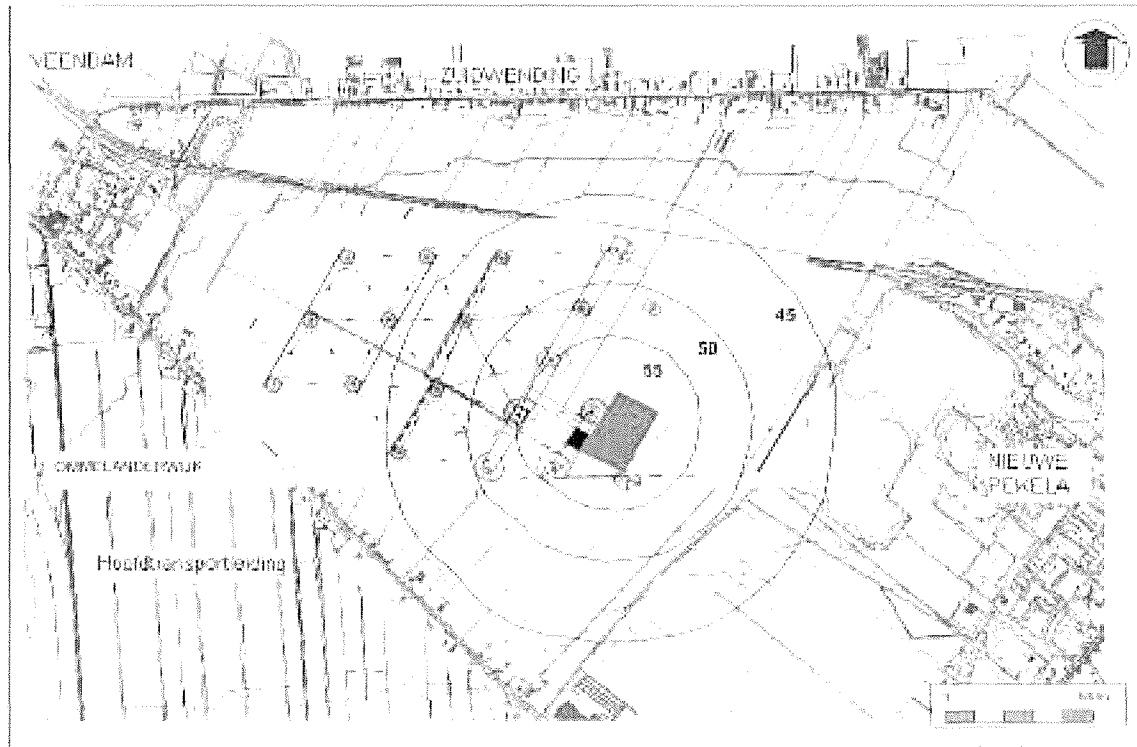 VEENDAM
ZUIDWENDING
45
50
55
OMMELANDERWIJK
NIEUWE
PEKELA
Hoofdtransportleiding